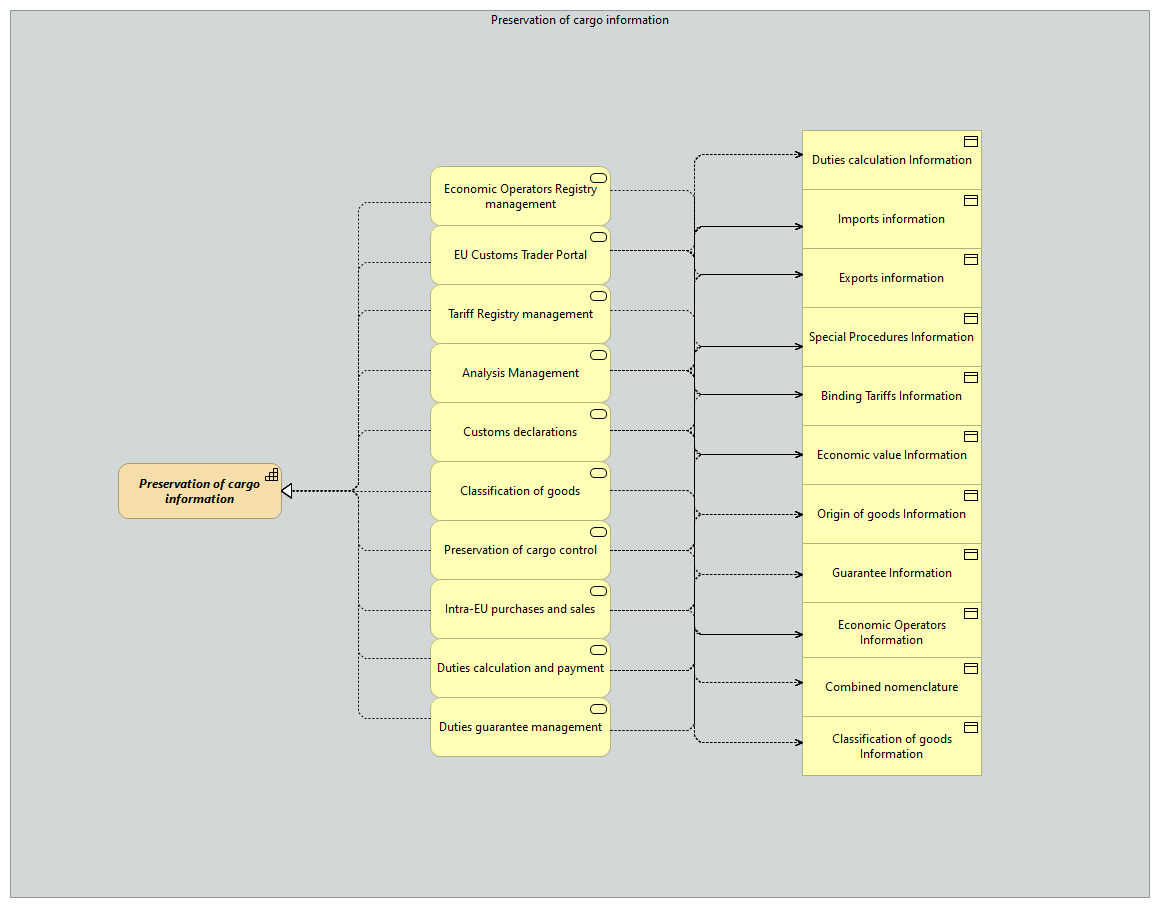 Preservation of cargo information
Preservation of cargo
information
Economic Operators Registry
management
EU Customs Trader Portal
Tariff Registry management
Analysis Management
Customs declarations
Classification of goods
Preservation of cargo control
Intra-EU purchases and sales
Duties calculation and payment
Duties guarantee management
Duties calculation Information
Imports information
Exports information
Special Procedures Information
Binding Tariffs Information
Economic value Information
Origin of goods Information
Guarantee Information
Economic Operators
Information
Combined nomenclature
Classification of goods
Information